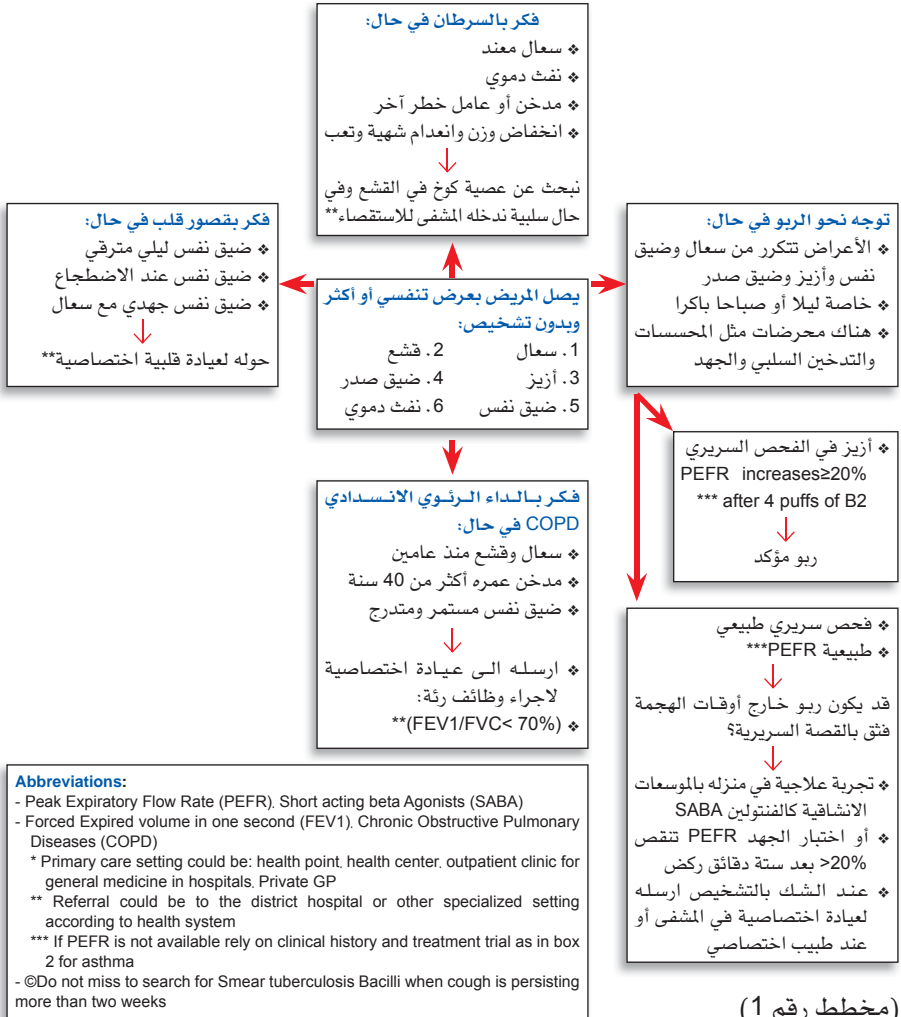 فكر بالسرطان في حال:
❖ سعال معند
❖ نفث دموي
❖ مدخن أو عامل خطر آخر
❖ انخفاض وزن وانعدام شهية وتعب
نبحث عن عصية كوخ في القشع وفي
حال سلبية ندخله المشفى للاستقصاء**
توجه نحو الربو في حال:
❖ الأعراض تتكرر من سعال وضيق
نفس وأزيز وضيق صدر
❖ خاصة ليلا أو صباحا باكرا
❖ هناك محرضات مثل المحسسات
والتدخين السلبي والجهد
يصل المريض بعرض تنفسي أو أكثر
وبدون تشخيص:
1. سعال 2. قشع
3. أزيز 4. ضيق صدر
5. ضيق نفس 6. نفث دموي
فكر بقصور قلب في حال:
❖ ضيق نفس ليلي مترقي
❖ ضيق نفس عند الاضطجاع
❖ ضيق نفس جهدي مع سعال
حوله لعيادة قلبية اختصاصية**
❖ أزيز في الفحص السريري
PEFR increases≥20%
*** after 4 puffs of B2
ربو مؤكد
فكر بالداء الرئوي الانسدادي
COPD في حال:
❖ سعال وقشع منذ عامين
❖ مدخن عمره أكثر من 40 سنة
❖ ضيق نفس مستمر ومتدرج
❖ ارسله الى عيادة اختصاصية
لاجراء وظائف رئة:
❖ (FEV1/FVC< 70%)**
❖ فحص سريري طبيعي
❖ طبيعية PEFR***
قد يكون ربو خارج أوقات الهجمة
فثق بالقصة السريرية؟
❖ تجربة علاجية في منزله بالموسعات
الانشاقية كالفنتولين SABA
❖ أو اختبار الجهد PEFR تنقص
>20% بعد ستة دقائق ركض
❖ عند الشك بالتشخيص ارسله
لعيادة اختصاصية في المشفى أو
عند طبيب اختصاصي
Abbreviations:
- Peak Expiratory Flow Rate (PEFR), Short acting beta Agonists (SABA)
- Forced Expired volume in one second (FEV1), Chronic Obstructive Pulmonary
Diseases (COPD)
* Primary care setting could be: health point, health center, outpatient clinic for
general medicine in hospitals, Private GP
** Referral could be to the district hospital or other specialized setting
according to health system
*** If PEFR is not available rely on clinical history and treatment trial as in box
2 for asthma
- ©Do not miss to search for Smear tuberculosis Bacilli when cough is persisting
more than two weeks
(مخطط رقم 1)